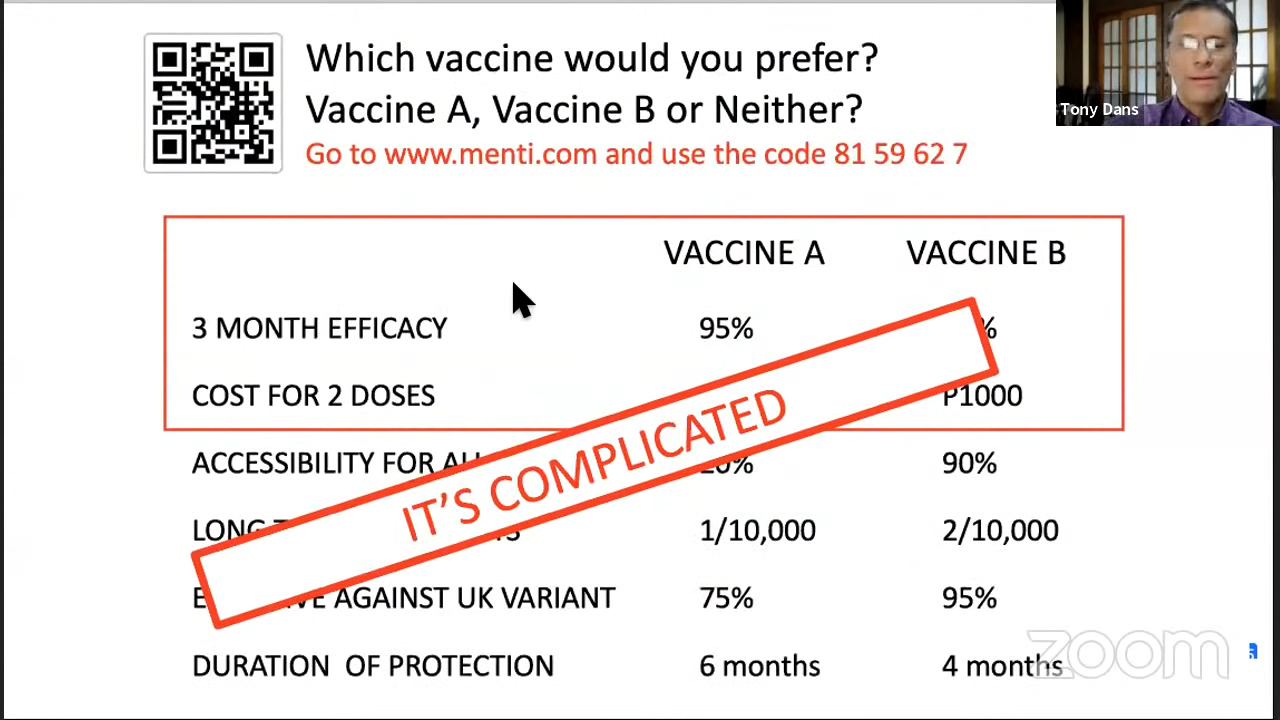 Which vaccine would you prefer?
Vaccine A, Vaccine B or Neither?
Go to www.menti.com and use the code 81 59 62 7
Tony Dans
VACCINE A VACCINE B
3 MONTH EFFICACY 95% %
COST FOR 2 DOSES P1000
ACCESSIBILITY FOR 90%
IT'S COMPLICATED
LONG 1/10,000 2/10,000
AGAINST UK VARIANT 75% 95%
DURATION OF PROTECTION 6 months 4 months
zoom